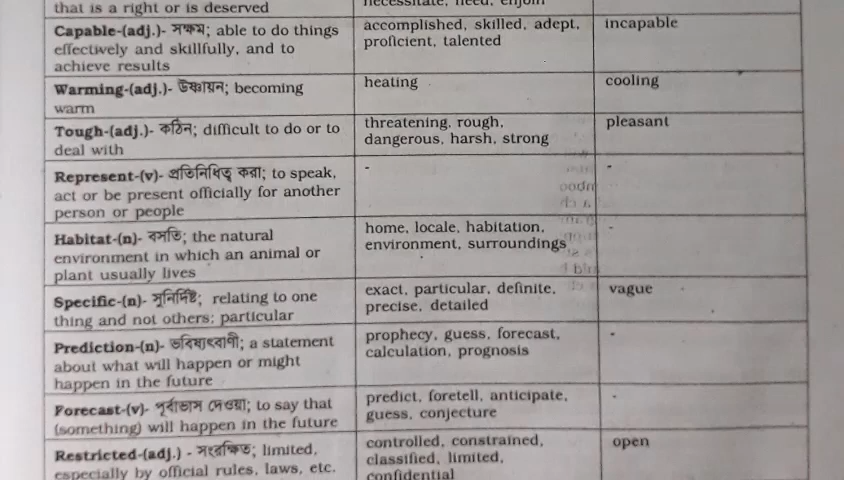 that is a right or is deserved
necessitate, need, enjoin
Capable-(adj.)- সক্ষম; able to do things
effectively and skillfully, and to
achieve results
accomplished, skilled, adept,
proficient, talented
incapable
Warming-(adj.)- উষ্ণায়ন; becoming
warm
heating
cooling
Tough-(adj.)- কঠিন; difficult to do or to
deal with
threatening, rough,
dangerous, harsh, strong
pleasant
Represent-(v)- প্রতিনিধিত্ব করা; to speak,
act or be present officially for another
person or people
-
-
Habitat-(n)- বসতি; the natural
environment in which an animal or
plant usually lives
home, locale, habitation,
environment, surroundings
-
Specific-(n)- সুনির্দিষ্ট; relating to one
thing and not others; particular
exact, particular, definite,
precise, detailed
vague
Prediction-(n)- ভবিষ্যৎবাণী; a statement
about what will happen or might
happen in the future
prophecy, guess, forecast,
calculation, prognosis
-
Forecast-(v)- পূর্বাভাস দেওয়া; to say that
(something) will happen in the future
predict, foretell, anticipate,
guess, conjecture
-
Restricted-(adj.) - সংরক্ষিত; limited,
especially by official rules, laws, etc.
controlled, constrained,
classified, limited,
confidential
open